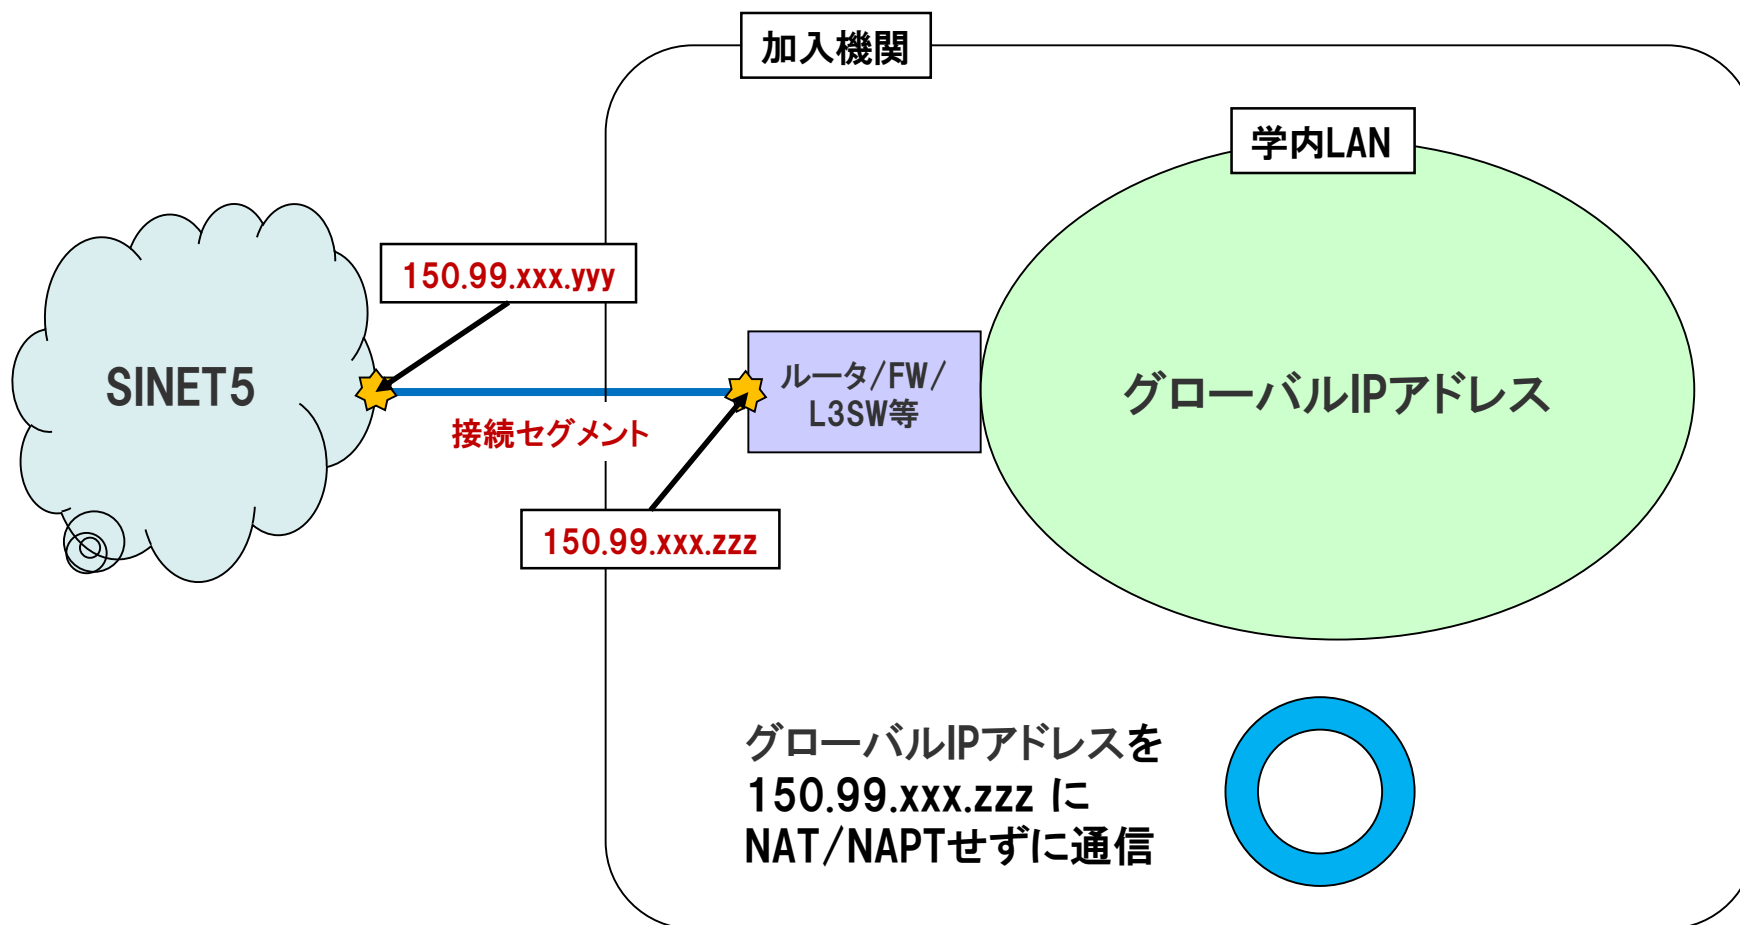 加入機関
学内LAN
150.99.xxx.yyy
SINET5
ルータ/FW/
L3SW等
グローバルIPアドレス
接続セグメント
150.99.xxx.zzz
グローバルIPアドレスを
150.99.xxx.zzz に
NAT/NAPTせずに通信